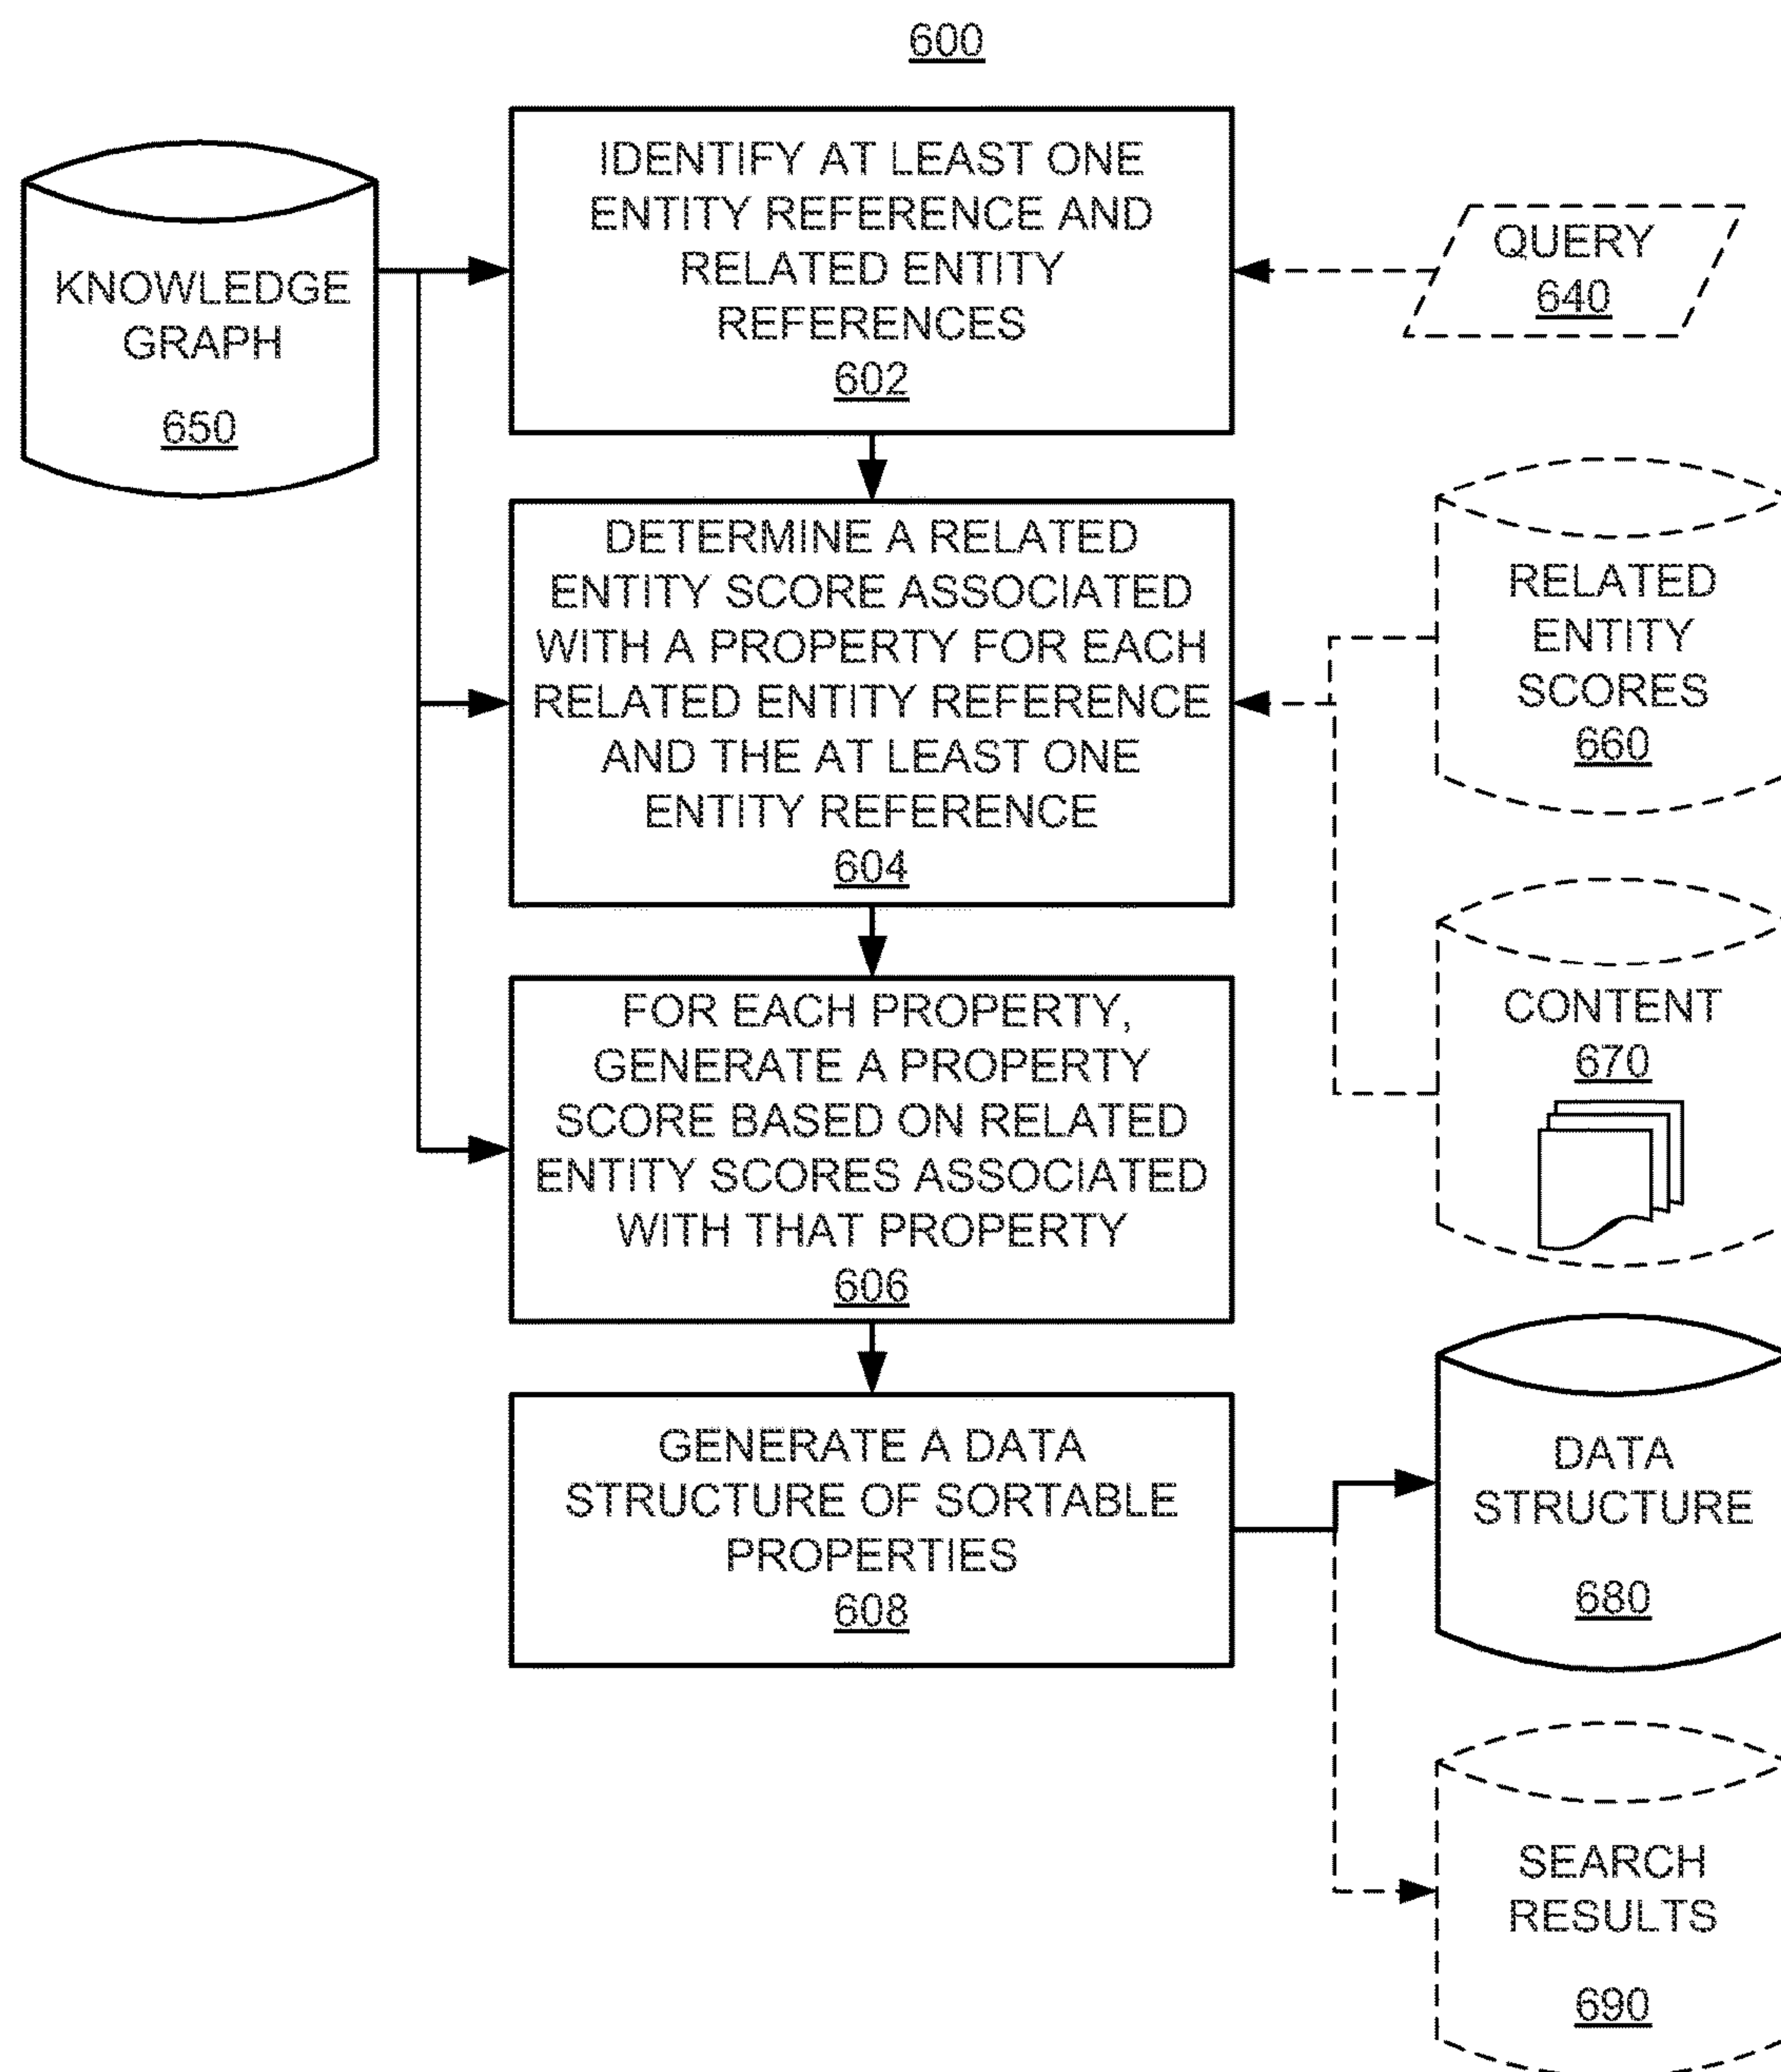 600
IDENTIFY AT LEAST ONE
ENTITY REFERENCE AND
RELATED ENTITY
REFERENCES
602
KNOWLEDGE
GRAPH
650
QUERY
640
DETERMINE A RELATED
ENTITY SCORE ASSOCIATED
WITH A PROPERTY FOR EACH
RELATED ENTITY REFERENCE
AND THE AT LEAST ONE
ENTITY REFERENCE
604
RELATED
ENTITY
SCORES
660
FOR EACH PROPERTY,
GENERATE A PROPERTY
SCORE BASED ON RELATED
ENTITY SCORES ASSOCIATED
WITH THAT PROPERTY
606
CONTENT
670
GENERATE A DATA
STRUCTURE OF SORTABLE
PROPERTIES
608
DATA
STRUCTURE
680
SEARCH
RESULTS
690